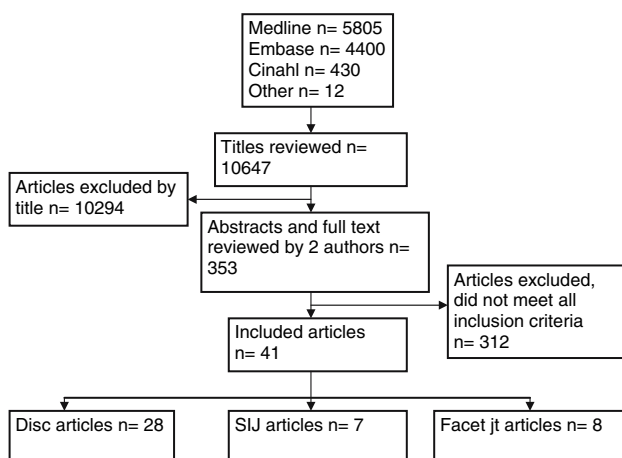 Medline n= 5805
Embase n= 4400
Cinahl n= 430
Other n= 12
Titles reviewed n=
10647
Articles excluded by
title n= 10294
Abstracts and full text
reviewed by 2 authors n=
353
Articles excluded,
did not meet all
inclusion criteria
n= 312
Included articles
n= 41
Disc articles n= 28
SIJ articles n= 7
Facet jt articles n= 8